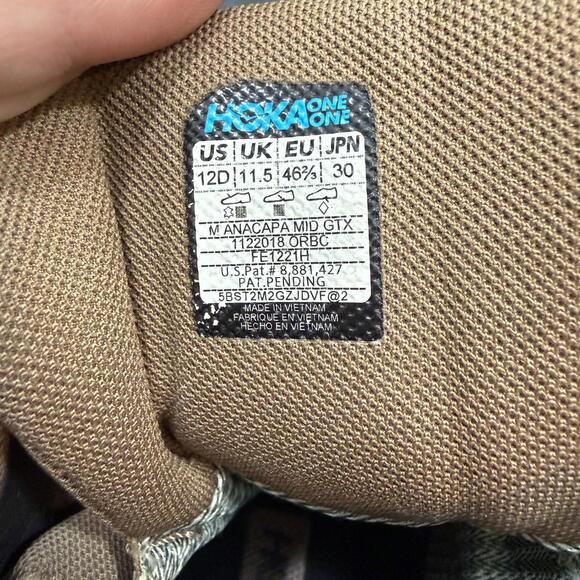 HOKA ONE ONE
US UK EU JPN
12D 11.5 46⅔ 30
M ANACAPA MID GTX
1122018 ORBC
FE1221H
U.S.Pat.# 8,881,427
PAT.PENDING
5BST2M2GZJDVF@2
MADE IN VIETNAM
FABRIQUE EN VIETNAM
HECHO EN VIETNAM